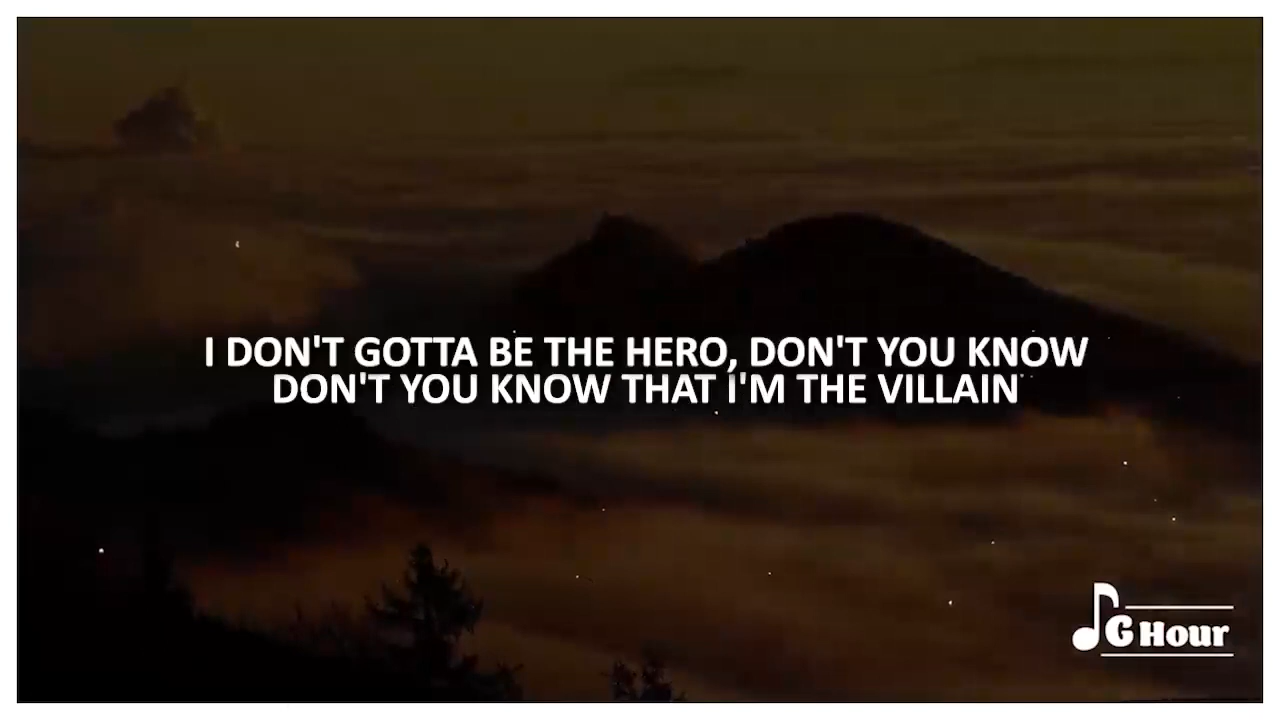 I DON'T GOTTA BE THE HERO, DON'T YOU KNOW
DON'T YOU KNOW THAT I'M THE VILLAIN
G HOUR